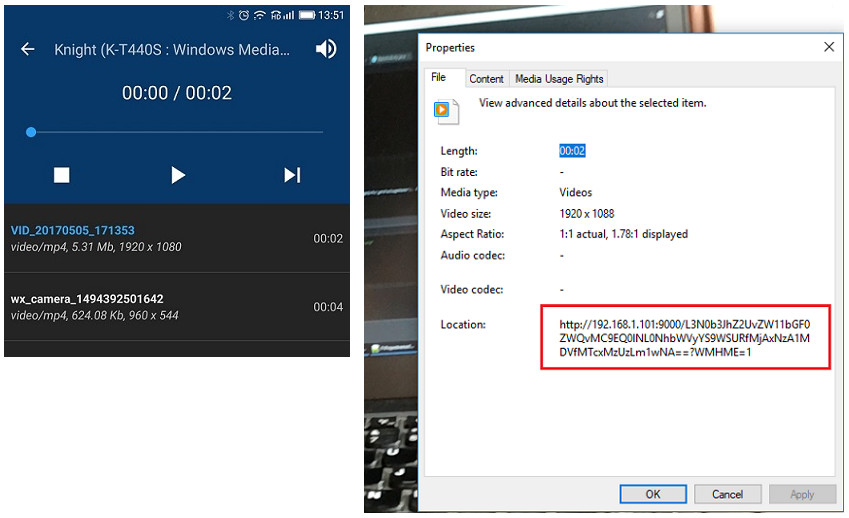 13:51
Knight (K-T440S : Windows Media...
00:00 / 00:02
VID_20170505_171353
video/mp4, 5.31 Mb, 1920 x 1080
00:02
wx_camera_1494392501642
video/mp4, 624.08 Kb, 960 x 544
00:04
Properties
File Content Media Usage Rights
View advanced details about the selected item.
Length: 00:02
Bit rate: -
Media type: Videos
Video size: 1920 x 1088
Aspect Ratio: 1:1 actual, 1.78:1 displayed
Audio codec: -
Video codec: -
Location: http://192.168.1.101:9000/L3N0b3JhZ2UvZW11bGF0
ZWQvMC9EQ0lNL0NhbWVyYS9WSURfMjAxNzA1M
DVfMTcxMzUzLm1wNA==?WMHME=1
OK Cancel Apply